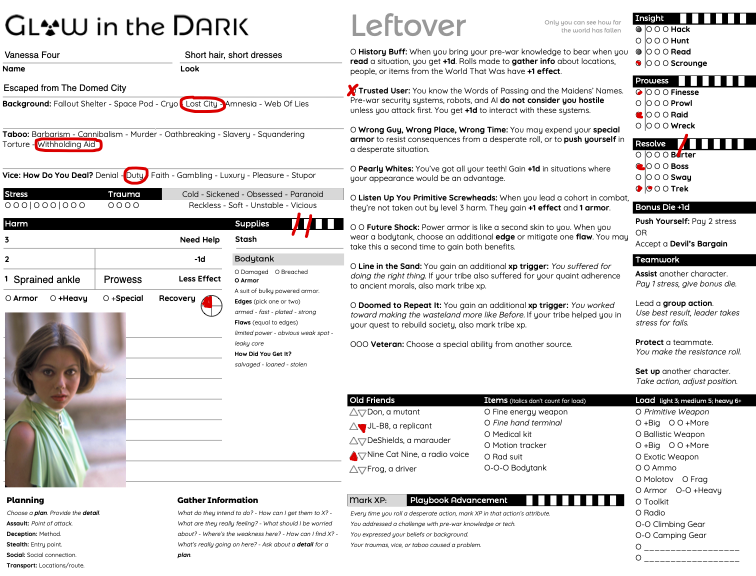 GLOW in the DARK
Vanessa Four
Short hair, short dresses
Name
Look
Escaped from The Domed City
Background: Fallout Shelter - Space Pod - Cryo - Lost City - Amnesia - Web Of Lies
Taboo: Barbarism - Cannibalism - Murder - Oathbreaking - Slavery - Squandering
Torture - Withholding Aid
Vice: How Do You Deal? Denial - Duty - Faith - Gambling - Luxury - Pleasure - Stupor
Stress
Trauma
Cold - Sickened - Obsessed - Paranoid
Reckless - Soft - Unstable - Vicious
Harm
3
Need Help
2
-1d
1
Sprained ankle
Prowess
Less Effect
O Armor
O +Heavy
O +Special
Recovery
Supplies
Stash
Bodytank
O Damaged O Breached
O Armor
A suit of bulky powered armor.
Edges (pick one or two)
armed - fast - plated - strong
Flaws (equal to edges)
limited power - obvious weak spot -
leaky core
How Did You Get It?
salvaged - loaned - stolen
Planning
Choose a plan. Provide the detail.
Assault: Point of attack.
Deception: Method.
Stealth: Entry point.
Social: Social connection.
Transport: Locations/route.
Gather Information
What do they intend to do? - How can I get them to X? -
What are they really feeling? - What should I be worried
about? - Where's the weakness here? - How can I find X? -
What's really going on here? - Ask about a detail for a
plan
Leftover
Only you can see how far
the world has fallen
O History Buff: When you bring your pre-war knowledge to bear when you
read a situation, you get +1d. Rolls made to gather info about locations,
people, or items from the World That Was have +1 effect.
Trusted User: You know the Words of Passing and the Maidens' Names.
Pre-war security systems, robots, and AI do not consider you hostile
unless you attack first. You get +1d to interact with these systems.
O Wrong Guy, Wrong Place, Wrong Time: You may expend your special
armor to resist consequences from a desperate roll, or to push yourself in
a desperate situation.
O Pearly Whites: You've got all your teeth! Gain +1d in situations where
your appearance would be an advantage.
O Listen Up You Primitive Screwheads: When you lead a cohort in combat,
they're not taken out by level 3 harm. They gain +1 effect and 1 armor.
O O Future Shock: Power armor is like a second skin to you. When you
wear a bodytank, choose an additional edge or mitigate one flaw. You may
take this a second time to gain both benefits.
O Line in the Sand: You gain an additional xp trigger: You suffered for
doing the right thing. If your tribe also suffered for your quaint adherence
to ancient morals, also mark tribe xp.
O Doomed to Repeat It: You gain an additional xp trigger: You worked
toward making the wasteland more like Before. If your tribe helped you in
your quest to rebuild society, also mark tribe xp.
OOO Veteran: Choose a special ability from another source.
Old Friends
Don, a mutant
JL-B8, a replicant
DeShields, a marauder
Nine Cat Nine, a radio voice
Frog, a driver
Items (Italics don't count for load)
O Fine energy weapon
O Fine hand terminal
O Medical kit
O Motion tracker
O Rad suit
O-O-O Bodytank
Mark XP:
Playbook Advancement
Every time you roll a desperate action, mark XP in that action's attribute.
You addressed a challenge with pre-war knowledge or tech.
You expressed your beliefs or background.
Your traumas, vice, or taboo caused a problem.
Insight
Hack
Hunt
Read
Scrounge
Prowess
Finesse
Prowl
Raid
Wreck
Resolve
Barter
Boss
Sway
Trek
Bonus Die +1d
Push Yourself: Pay 2 stress
OR
Accept a Devil's Bargain
Teamwork
Assist another character.
Pay 1 stress, give bonus die.
Lead a group action.
Use best result, leader takes
stress for fails.
Protect a teammate.
You make the resistance roll.
Set up another character.
Take action, adjust position.
Load light 3; medium 5; heavy 6+
O Primitive Weapon
O +Big O O +More
O Ballistic Weapon
O +Big O O +More
O Exotic Weapon
O O Ammo
O Molotov O Frag
O Armor O-O +Heavy
O Toolkit
O Radio
O-O Climbing Gear
O-O Camping Gear
O _______________
O _______________